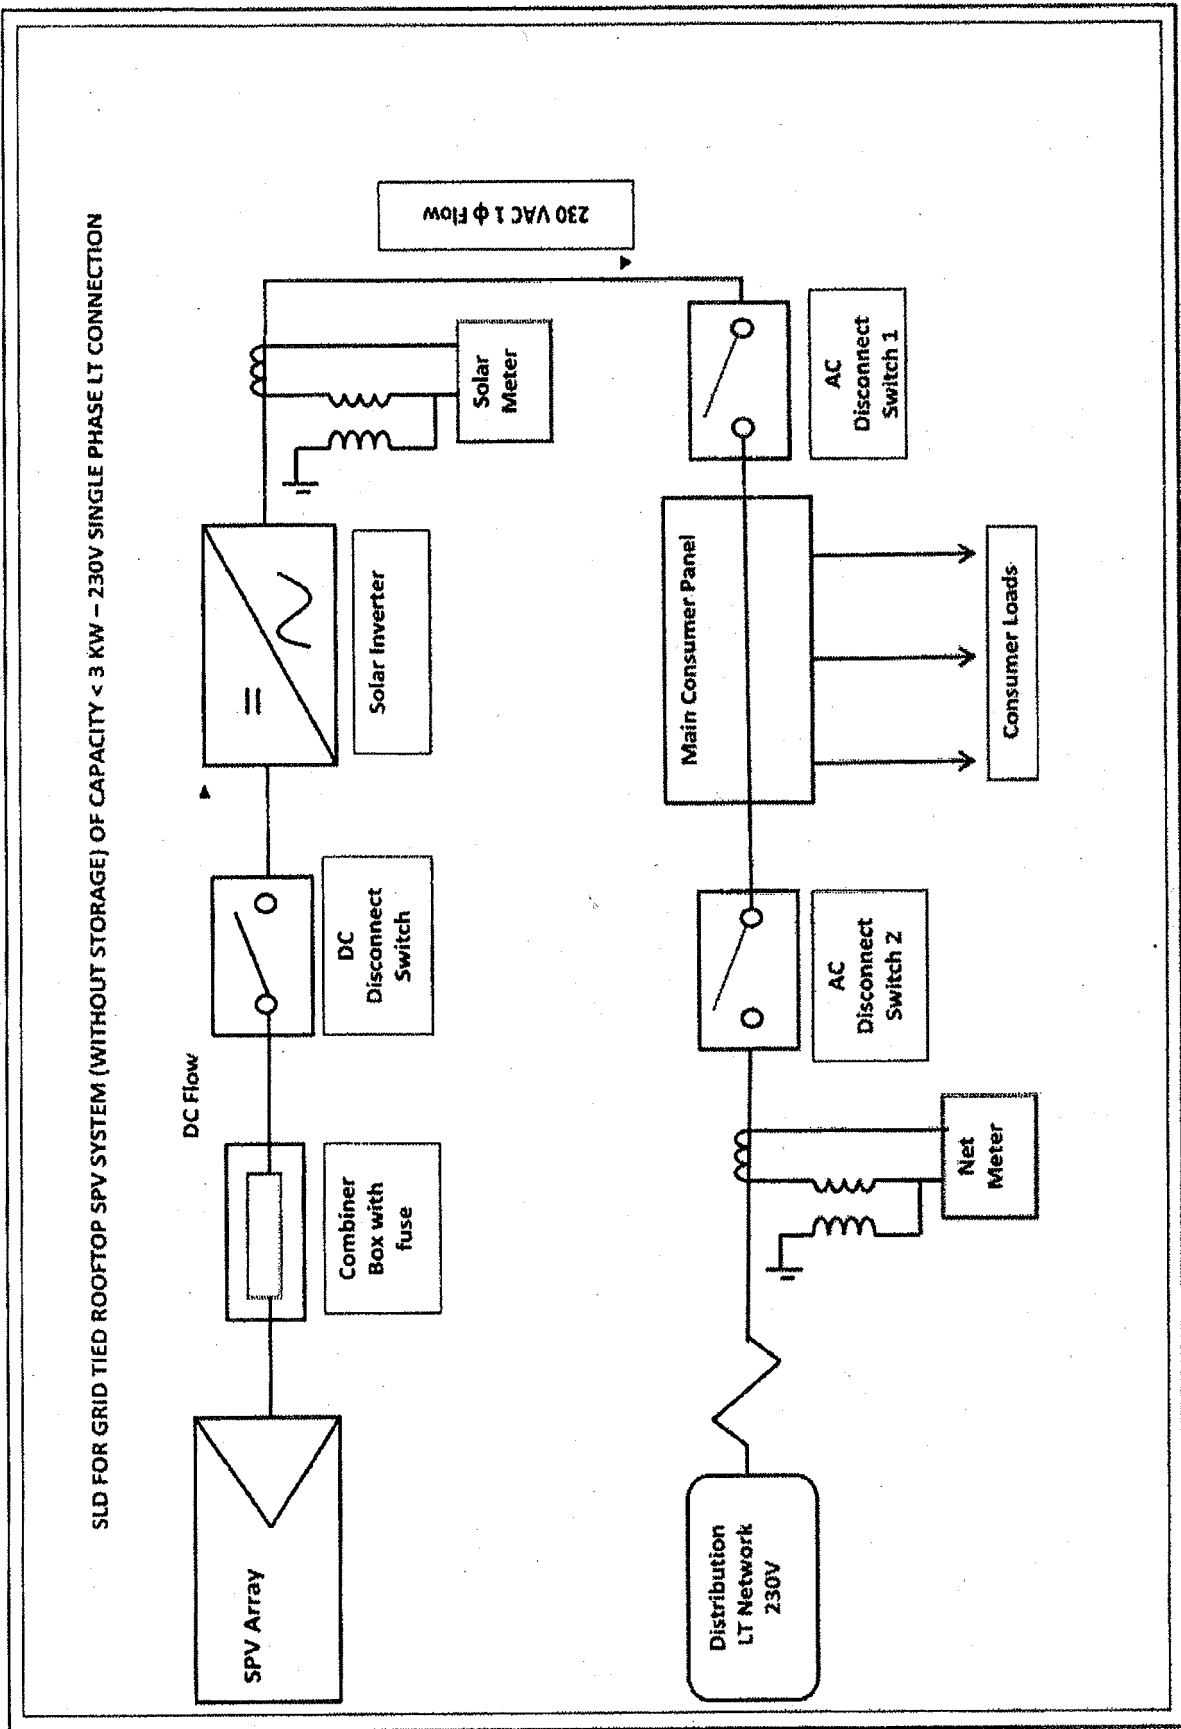 SLD FOR GRID TIED ROOFTOP SPV SYSTEM (WITHOUT STORAGE) OF CAPACITY < 3 KW – 230V SINGLE PHASE LT CONNECTION
SPV Array
Combiner
Box with
fuse
DC Flow
DC
Disconnect
Switch
Solar Inverter
Solar
Meter
230 VAC 1 ф Flow
Distribution
LT Network
230V
Net
Meter
AC
Disconnect
Switch 2
Main Consumer Panel
Consumer Loads
AC
Disconnect
Switch 1